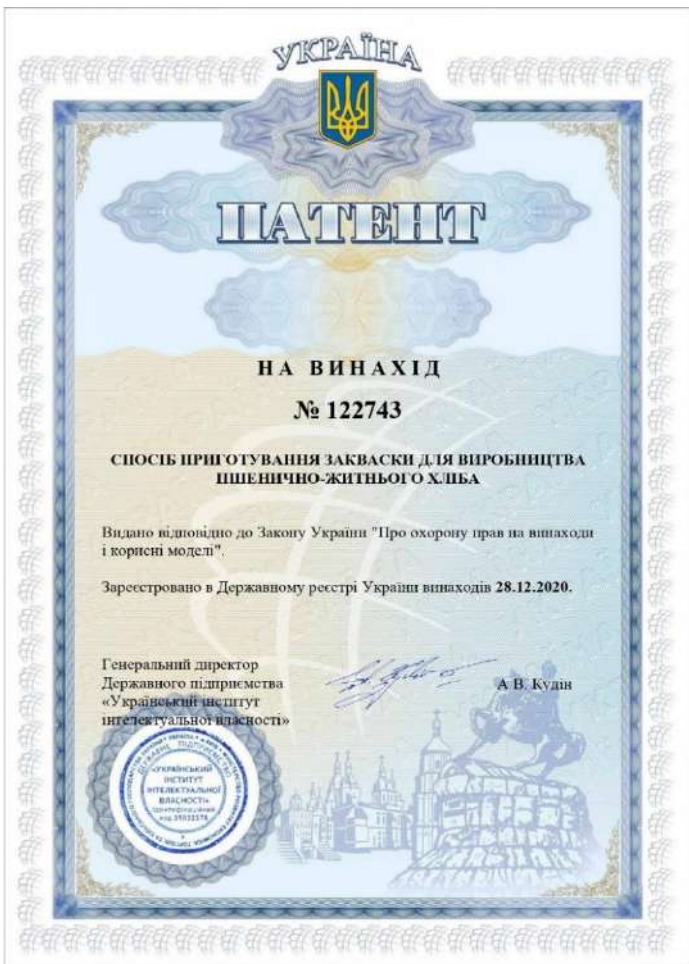 УКРАЇНА
ПАТЕНТ
НА ВИНАХІД
№ 122743
СПОСІБ ПРИГОТУВАННЯ ЗАКВАСКИ ДЛЯ ВИРОБНИЦТВА
ПШЕНИЧНО-ЖИТНЬОГО ХЛІБА
Видано відповідно до Закону України "Про охорону прав на винаходи
і корисні моделі".
Зареєстровано в Державному реєстрі України винаходів 28.12.2020.
Генеральний директор
Державного підприємства
«Український інститут
інтелектуальної власності»
А.В. Кудін
ДЕРЖАВНЕ ПІДПРИЄМСТВО
«УКРАЇНСЬКИЙ
ІНСТИТУТ
ІНТЕЛЕКТУАЛЬНОЇ
ВЛАСНОСТІ»